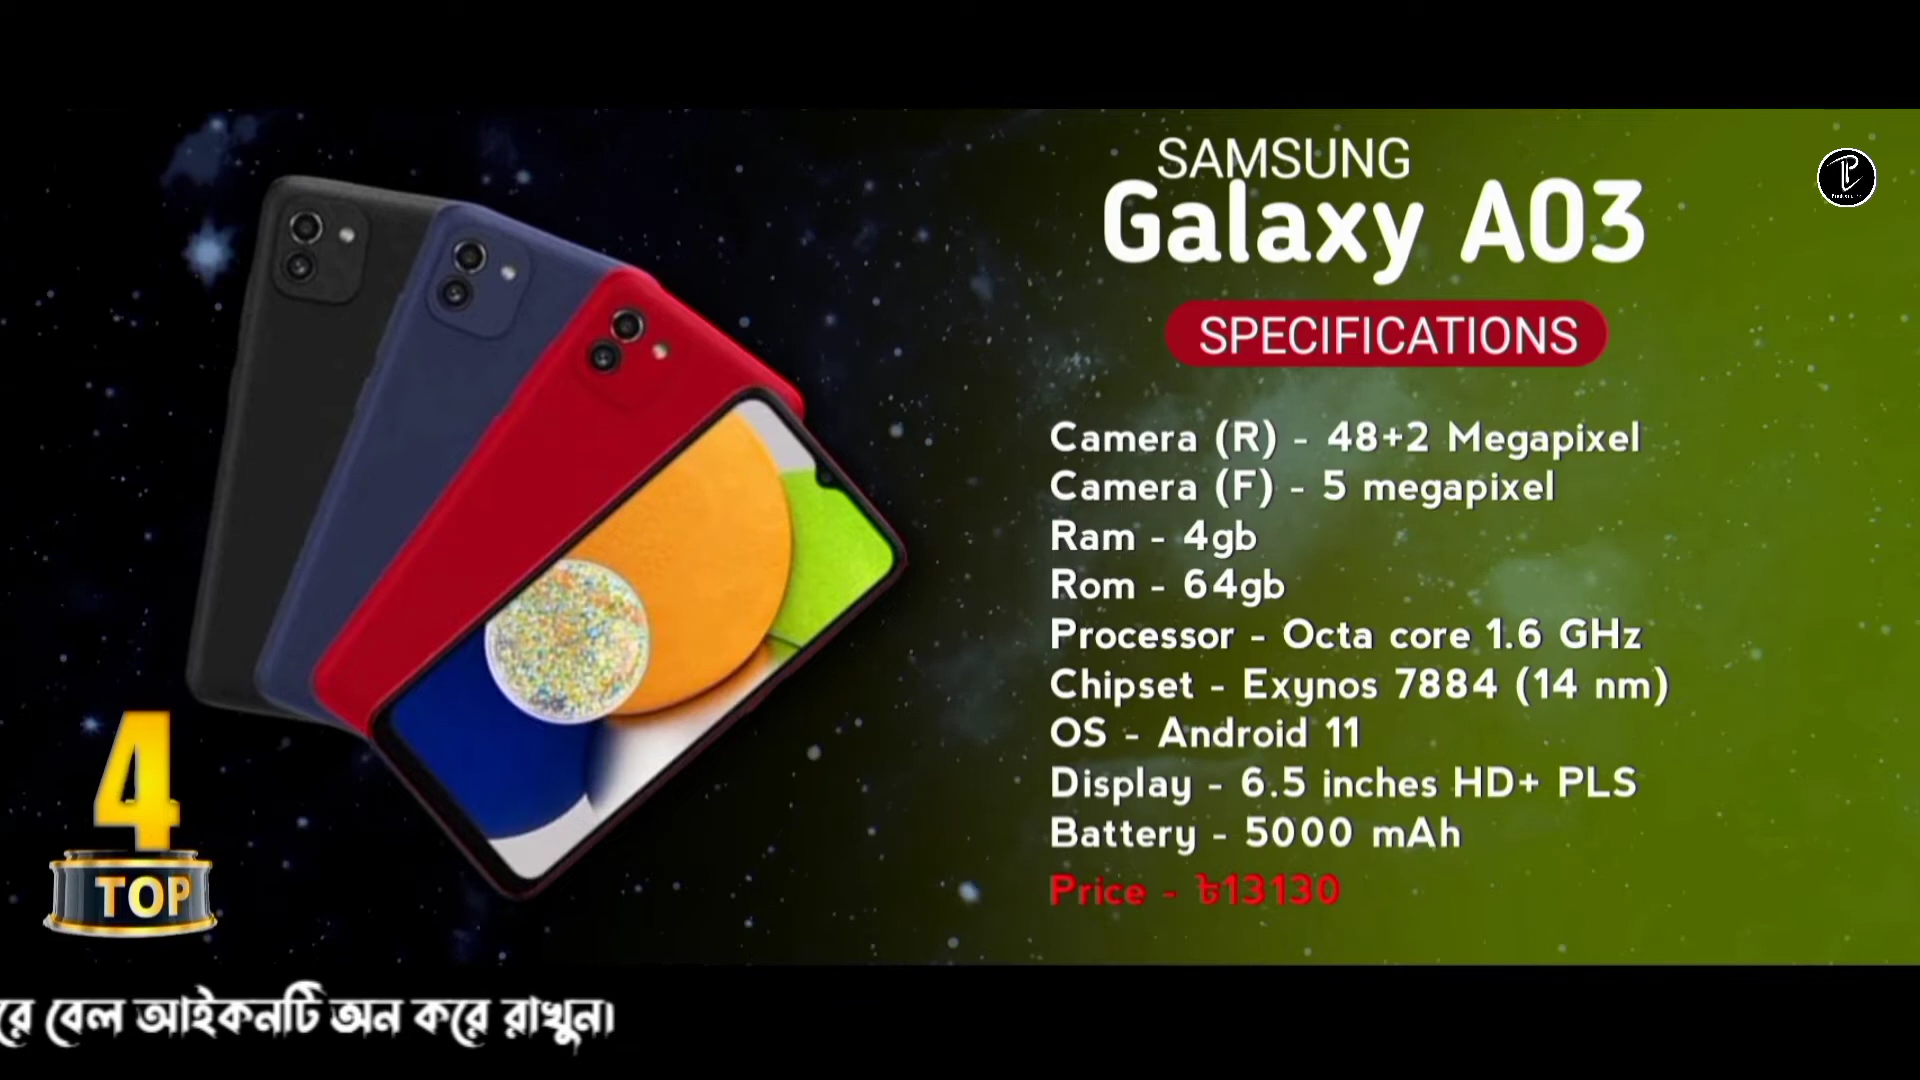 SAMSUNG
Galaxy A03
SPECIFICATIONS
Camera (R) - 48+2 Megapixel
Camera (F) - 5 megapixel
Ram - 4gb
Rom - 64gb
Processor - Octa core 1.6 GHz
Chipset - Exynos 7884 (14 nm)
OS - Android 11
Display - 6.5 inches HD+ PLS
Battery - 5000 mAh
Price - ৳13130
4
TOP
রে বেল আইকনটি অন করে রাখুন।